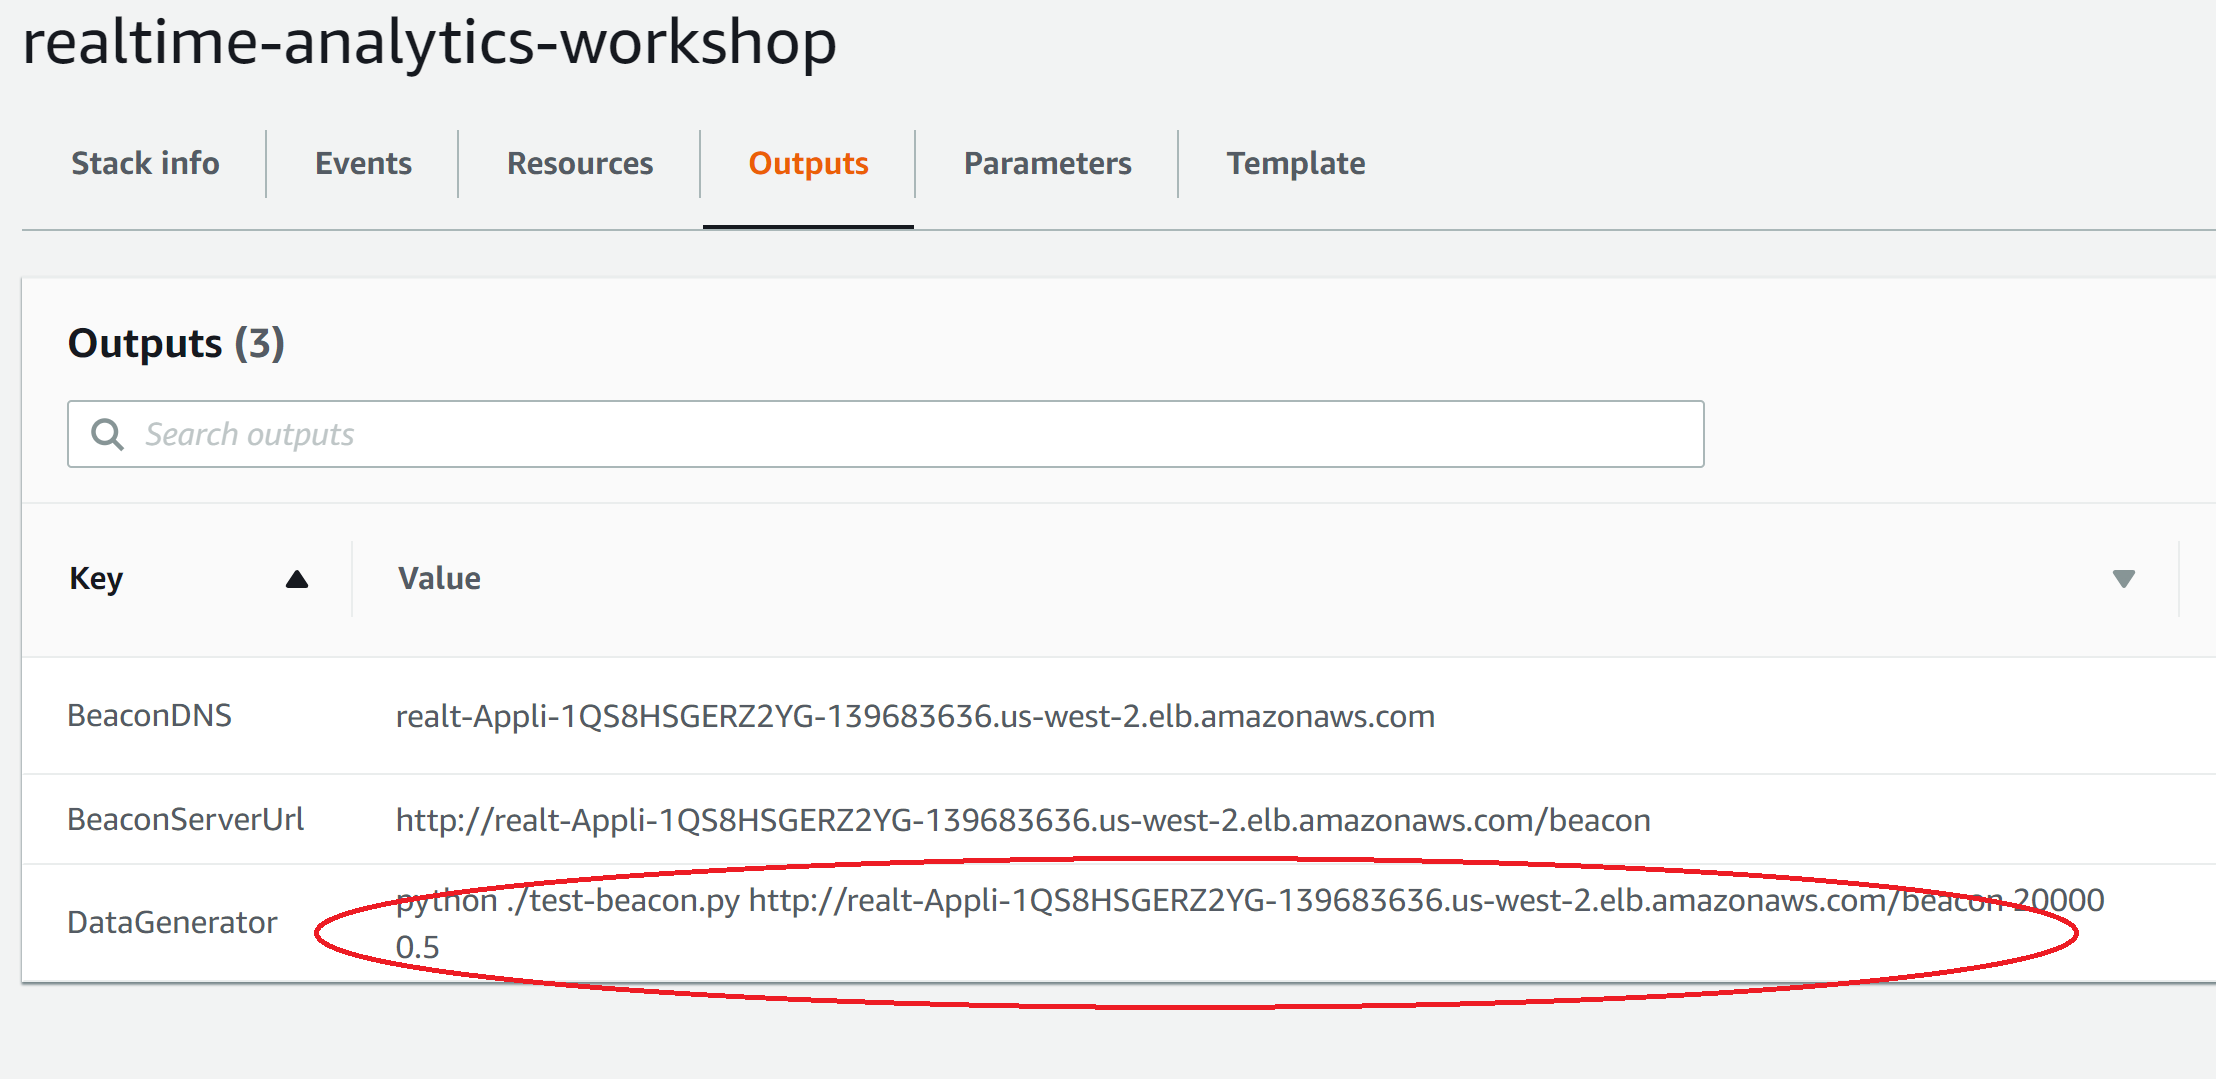 realtime-analytics-workshop
Stack info Events Resources Outputs Parameters Template
Outputs (3)
Search outputs
Key Value
BeaconDNS realt-Appli-1QS8HSGERZ2YG-139683636.us-west-2.elb.amazonaws.com
BeaconServerUrl http://realt-Appli-1QS8HSGERZ2YG-139683636.us-west-2.elb.amazonaws.com/beacon
DataGenerator python ./test-beacon.py http://realt-Appli-1QS8HSGERZ2YG-139683636.us-west-2.elb.amazonaws.com/beacon 20000
0.5